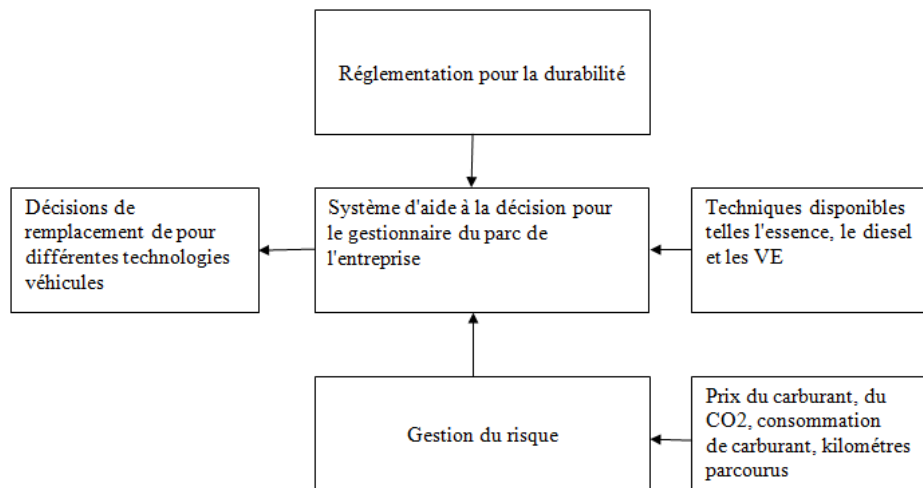 Réglementation pour la durabilité
Décisions de
remplacement de pour
différentes technologies
véhicules
Système d'aide à la décision pour
le gestionnaire du parc de
l'entreprise
Techniques disponibles
telles l'essence, le diesel
et les VE
Gestion du risque
Prix du carburant, du
CO2, consommation
de carburant, kilométres
parcourus